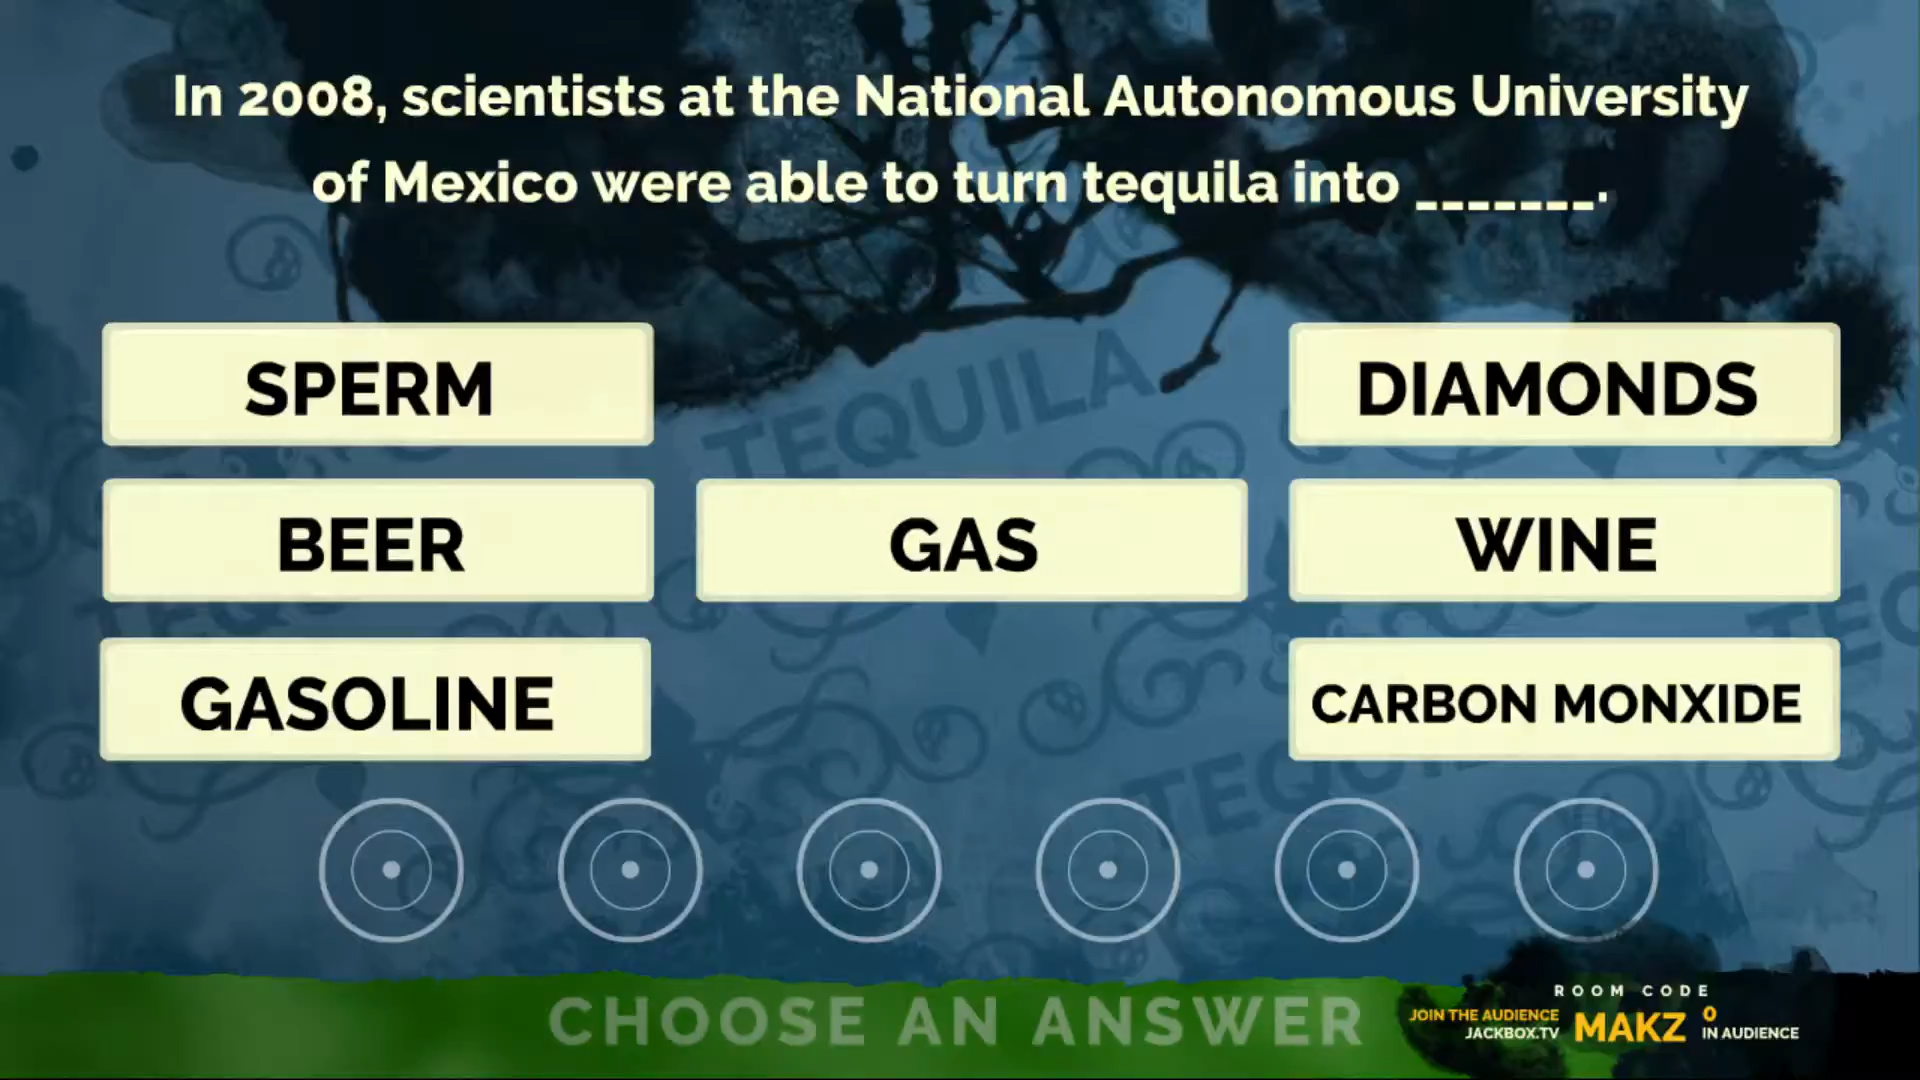 In 2008, scientists at the National Autonomous University
of Mexico were able to turn tequila into _______.
SPERM
DIAMONDS
TEQUILA
BEER
GAS
WINE
GASOLINE
CARBON MONXIDE
CHOOSE AN ANSWER
ROOM CODE
JOIN THE AUDIENCE
JACKBOX.TV
MAKZ
0
IN AUDIENCE